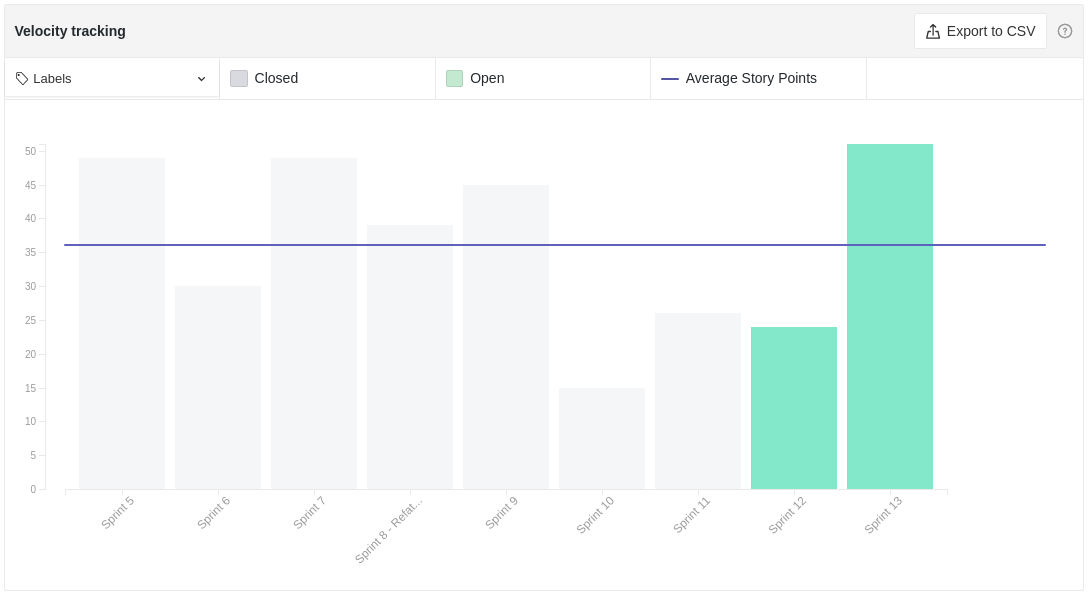 Velocity tracking
Export to CSV
?
Labels
Closed
Open
Average Story Points
50
45
40
35
30
25
20
15
10
5
0
Sprint 5
Sprint 6
Sprint 7
Sprint 8 - Refat...
Sprint 9
Sprint 10
Sprint 11
Sprint 12
Sprint 13